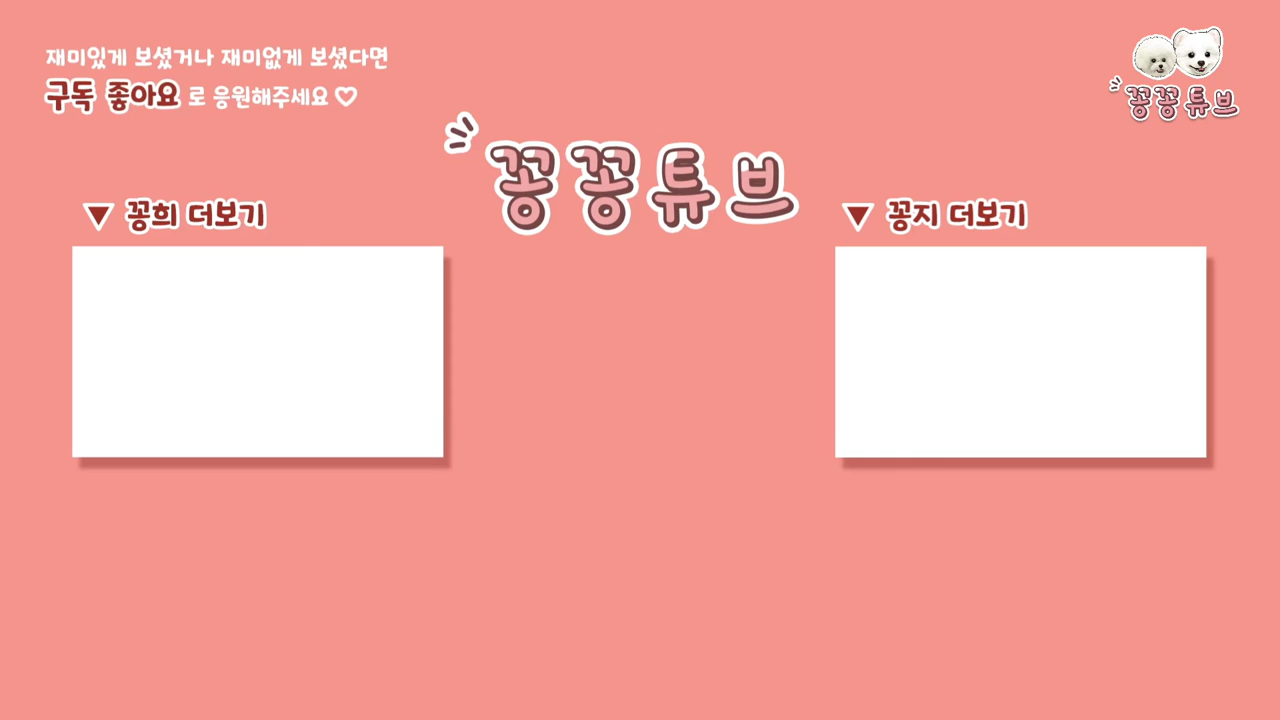 재미있게 보셨거나 재미없게 보셨다면
구독 좋아요 로 응원해주세요 ♡
꽁꽁튜브
꽁꽁튜브
▼ 꽁희 더보기
▼ 꽁지 더보기